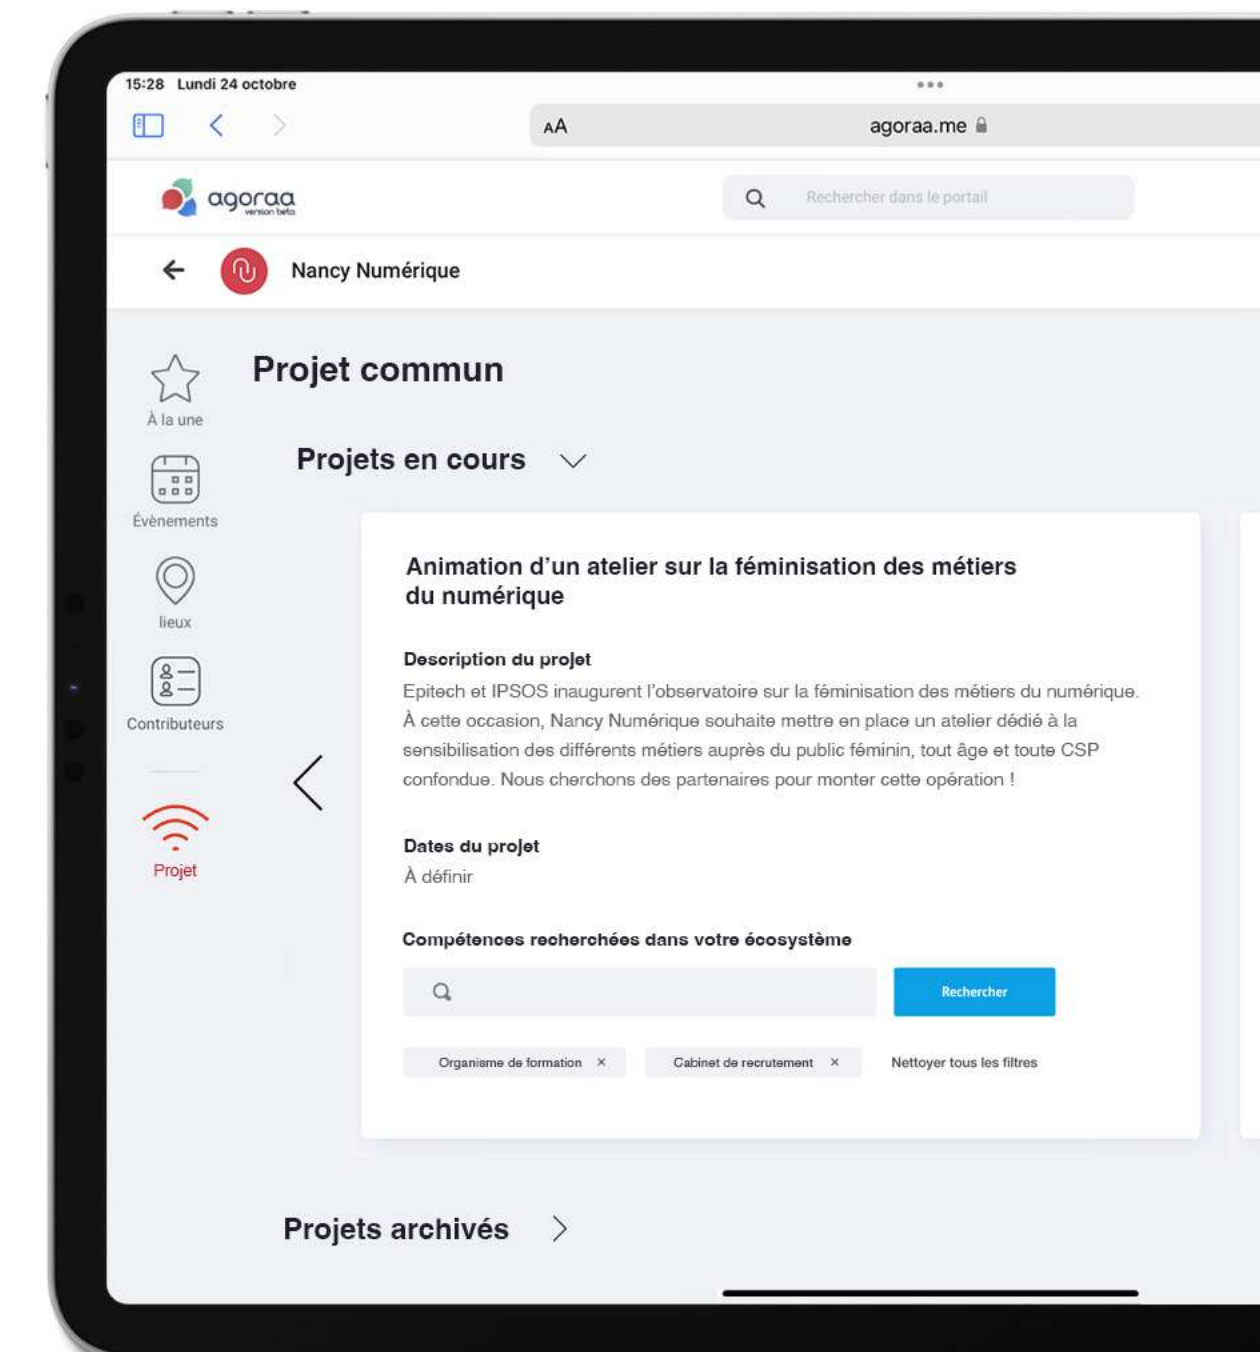 15:28 Lundi 24 octobre
AA
agoraa.me
agoraa
version beta
Rechercher dans le portail
Nancy Numérique
Projet commun
À la une
Projets en cours
Évènements
lieux
Contributeurs
Projet
Animation d’un atelier sur la féminisation des métiers
du numérique
Description du projet
Epitech et IPSOS inaugurent l’observatoire sur la féminisation des métiers du numérique.
À cette occasion, Nancy Numérique souhaite mettre en place un atelier dédié à la
sensibilisation des différents métiers auprès du public féminin, tout âge et toute CSP
confondue. Nous cherchons des partenaires pour monter cette opération !
Dates du projet
À définir
Compétences recherchées dans votre écosystème
Rechercher
Organisme de formation ×
Cabinet de recrutement ×
Nettoyer tous les filtres
Projets archivés